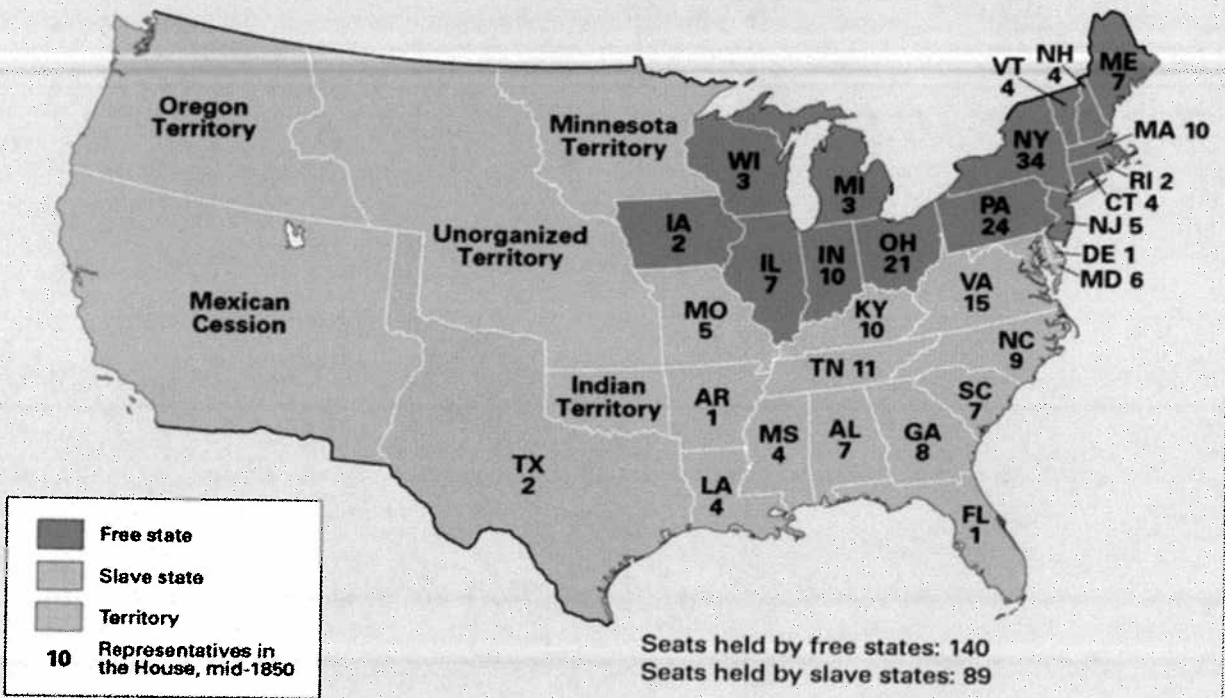 Oregon
Territory
Minnesota
Territory
Unorganized
Territory
Mexican
Cession
Indian
Territory
VT
4
NH
4
ME
7
MA 10
NY
34
RI 2
CT 4
NJ 5
PA
24
DE 1
MD 6
WI
3
MI
3
IA
2
IL
7
IN
10
OH
21
VA
15
MO
5
KY
10
NC
9
TN 11
AR
1
SC
7
MS
4
AL
7
GA
8
TX
2
LA
4
FL
1
Free state
Slave state
Territory
10 Representatives in
the House, mid-1850
Seats held by free states: 140
Seats held by slave states: 89